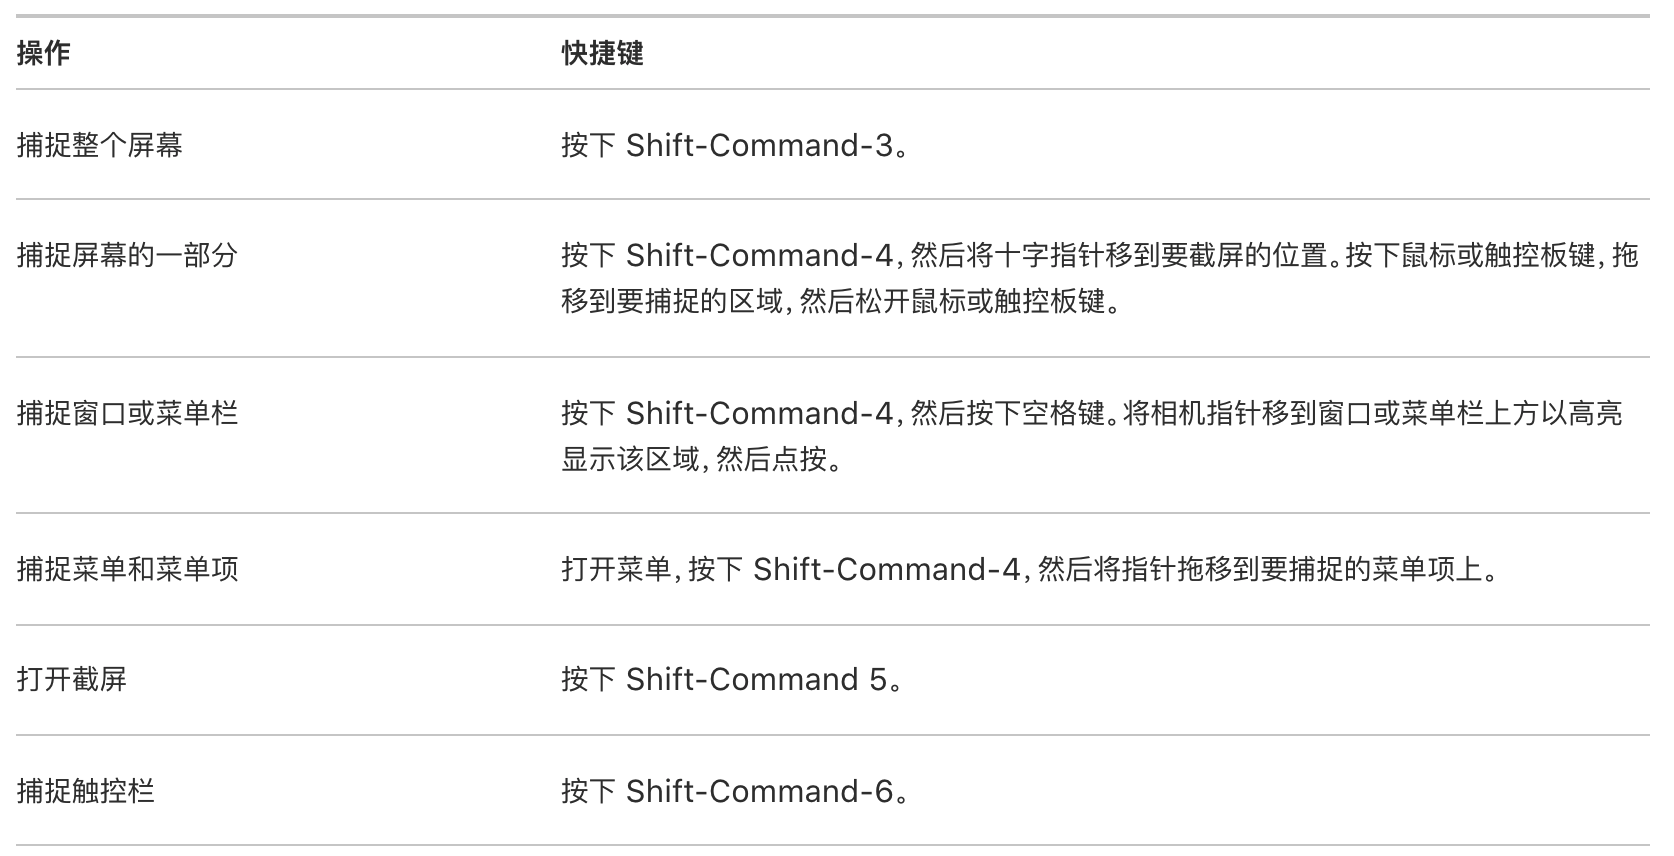 操作
快捷键
捕捉整个屏幕
按下 Shift-Command-3。
捕捉屏幕的一部分
按下 Shift-Command-4，然后将十字指针移到要截屏的位置。按下鼠标或触控板键，拖
移到要捕捉的区域，然后松开鼠标或触控板键。
捕捉窗口或菜单栏
按下 Shift-Command-4，然后按下空格键。将相机指针移到窗口或菜单栏上方以高亮
显示该区域，然后点按。
捕捉菜单和菜单项
打开菜单，按下 Shift-Command-4，然后将指针拖移到要捕捉的菜单项上。
打开截屏
按下 Shift-Command 5。
捕捉触控栏
按下 Shift-Command-6。